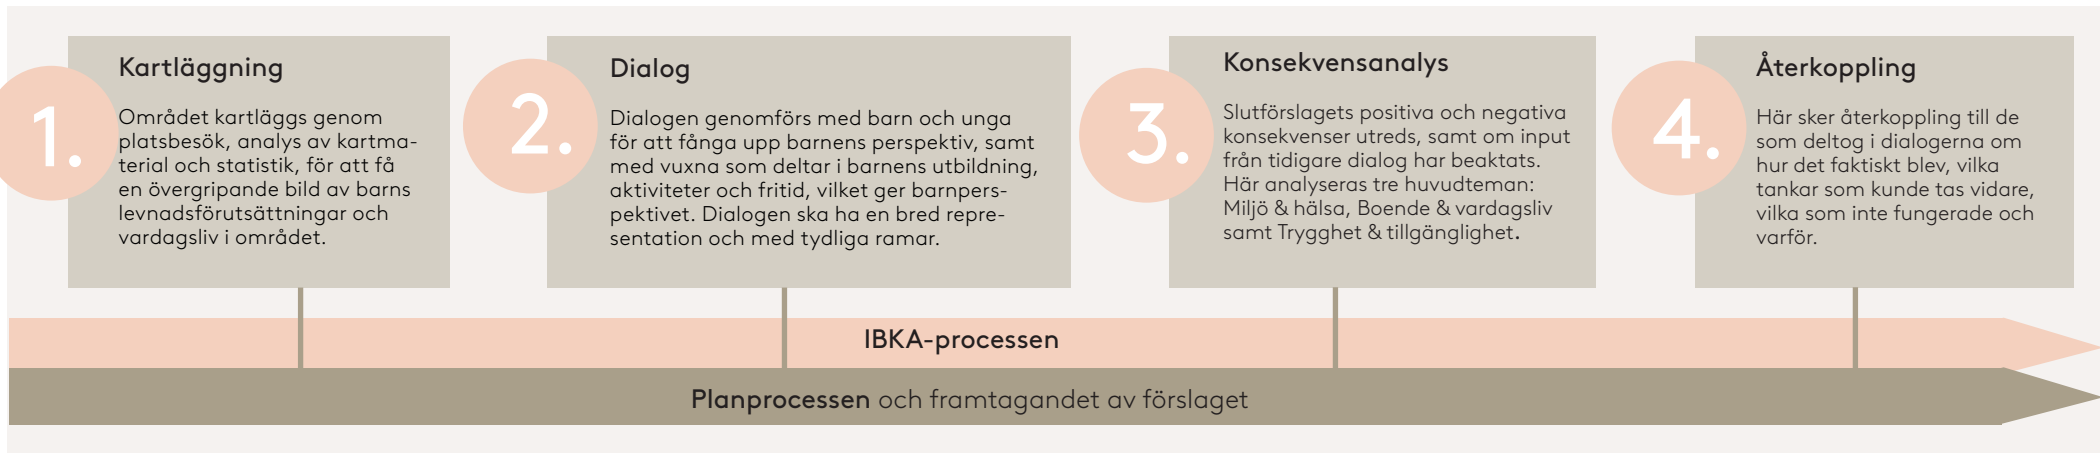 1.
Kartläggning
Området kartläggs genom
platsbesök, analys av kartma-
terial och statistik, för att få
en övergripande bild av barns
levnadsförutsättningar och
vardagsliv i området.
2.
Dialog
Dialogen genomförs med barn och unga
för att fånga upp barnens perspektiv, samt
med vuxna som deltar i barnens utbildning,
aktiviteter och fritid, vilket ger barnpers-
pektivet. Dialogen ska ha en bred repre-
sentation och med tydliga ramar.
3.
Konsekvensanalys
Slutförslagets positiva och negativa
konsekvenser utreds, samt om input
från tidigare dialog har beaktats.
Här analyseras tre huvudteman:
Miljö & hälsa, Boende & vardagsliv
samt Trygghet & tillgänglighet.
4.
Återkoppling
Här sker återkoppling till de
som deltog i dialogerna om
hur det faktiskt blev, vilka
tankar som kunde tas vidare,
vilka som inte fungerade och
varför.
IBKA-processen
Planprocessen och framtagandet av förslaget